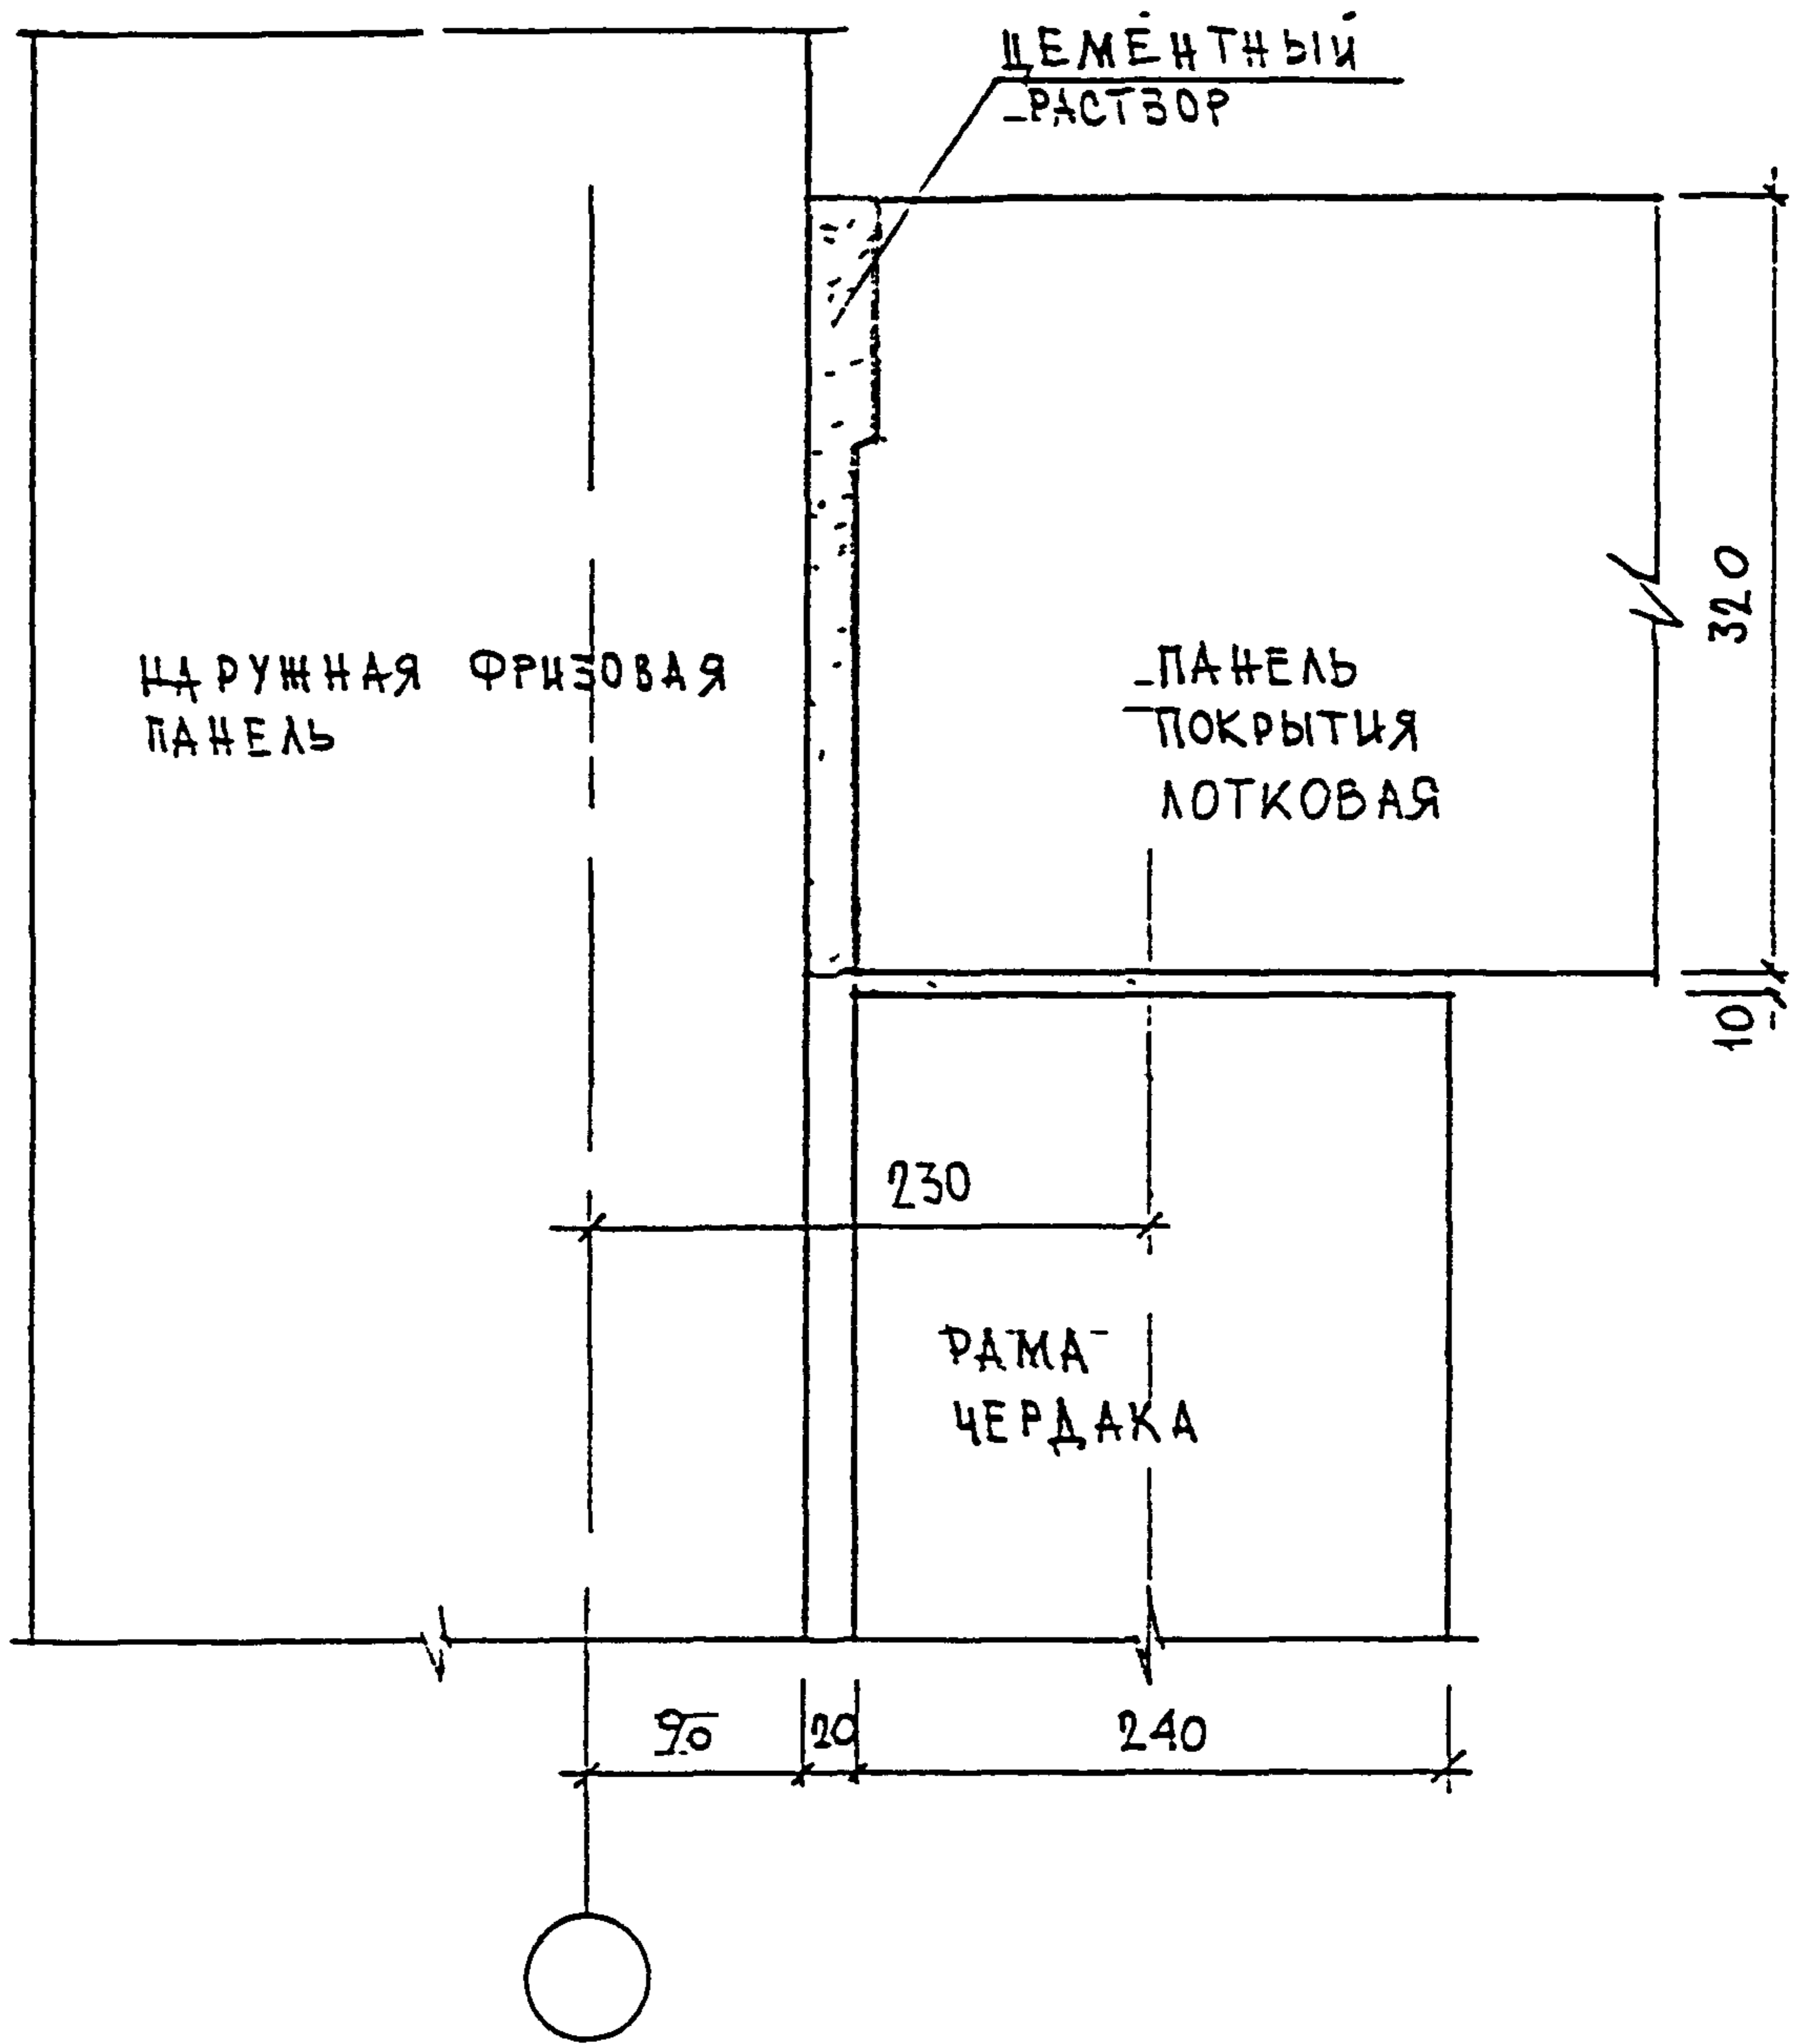 ЦЕМЕНТНЫЙ
РАСТВОР
НАРУЖНАЯ ФРИЗОВАЯ
ПАНЕЛЬ
ПАНЕЛЬ
ПОКРЫТИЯ
ЛОТКОВАЯ
320
10
230
РАМА
ЧЕРДАКА
90 20 240